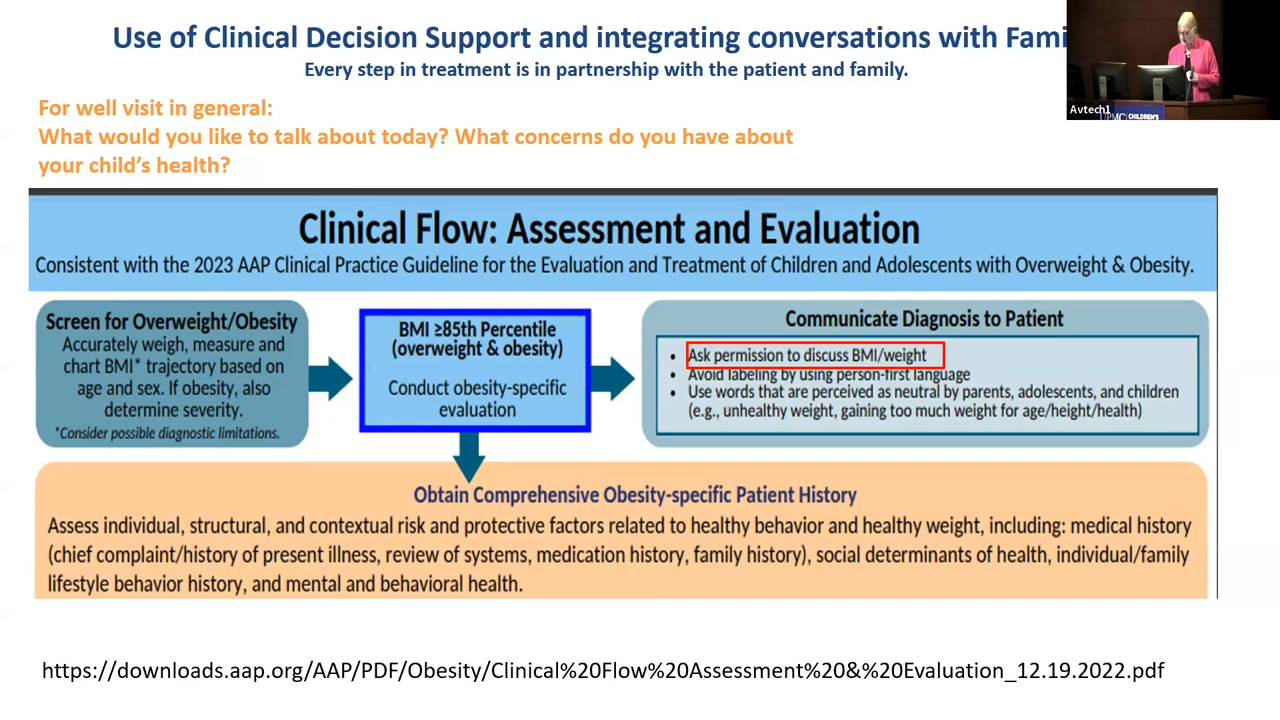 Use of Clinical Decision Support and integrating conversations with Fami
Every step in treatment is in partnership with the patient and family.
For well visit in general:
What would you like to talk about today? What concerns do you have about
your child's health?
Avtech1
UPMC CHILDREN'S
Clinical Flow: Assessment and Evaluation
Consistent with the 2023 AAP Clinical Practice Guideline for the Evaluation and Treatment of Children and Adolescents with Overweight & Obesity.
Screen for Overweight/Obesity
Accurately weigh, measure and
chart BMI* trajectory based on
age and sex. If obesity, also
determine severity.
*Consider possible diagnostic limitations.
BMI ≥85th Percentile
(overweight & obesity)
Conduct obesity-specific
evaluation
Communicate Diagnosis to Patient
• Ask permission to discuss BMI/weight
• Avoid labeling by using person-first language
• Use words that are perceived as neutral by parents, adolescents, and children
(e.g., unhealthy weight, gaining too much weight for age/height/health)
Obtain Comprehensive Obesity-specific Patient History
Assess individual, structural, and contextual risk and protective factors related to healthy behavior and healthy weight, including: medical history
(chief complaint/history of present illness, review of systems, medication history, family history), social determinants of health, individual/family
lifestyle behavior history, and mental and behavioral health.
https://downloads.aap.org/AAP/PDF/Obesity/Clinical%20Flow%20Assessment%20&%20Evaluation_12.19.2022.pdf